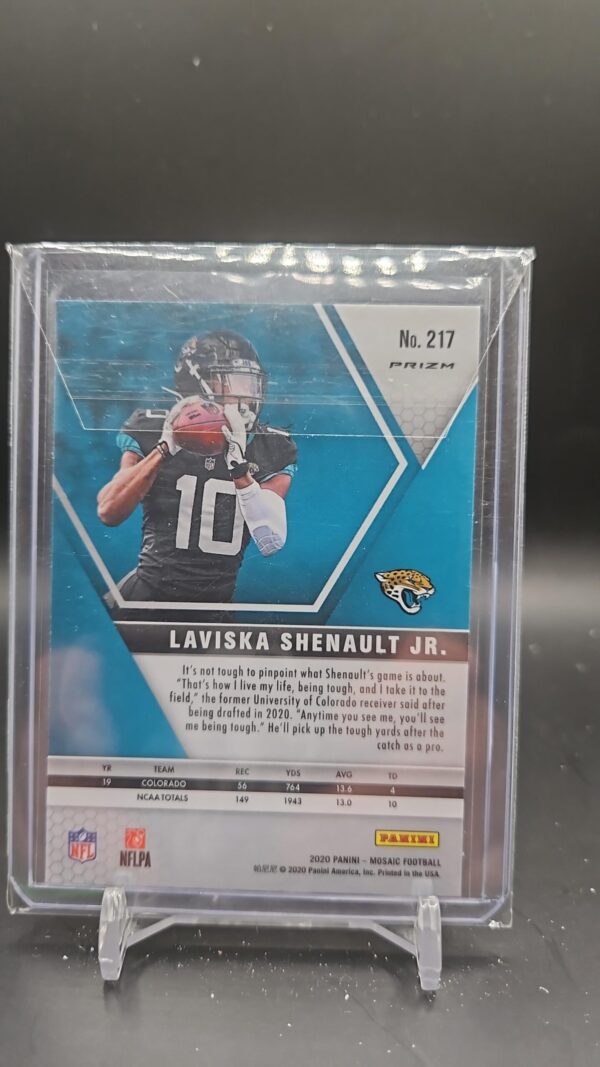 No. 217
PRIZM
10
10
LAVISKA SHENAULT JR.
It's not tough to pinpoint what Shenault's game is about.
"That's how I live my life, being tough, and I take it to the
field," the former University of Colorado receiver said after
being drafted in 2020. "Anytime you see me, you'll see
me being tough." He'll pick up the tough yards after the
catch as a pro.
YR TEAM REC YDS AVG TD
19 COLORADO 56 764 13.6 4
NCAA TOTALS 149 1943 13.0 10
NFL
NFLPA
PANINI
2020 PANINI – MOSAIC FOOTBALL
帕尼尼 © 2020 Panini America, Inc. Printed in the USA.